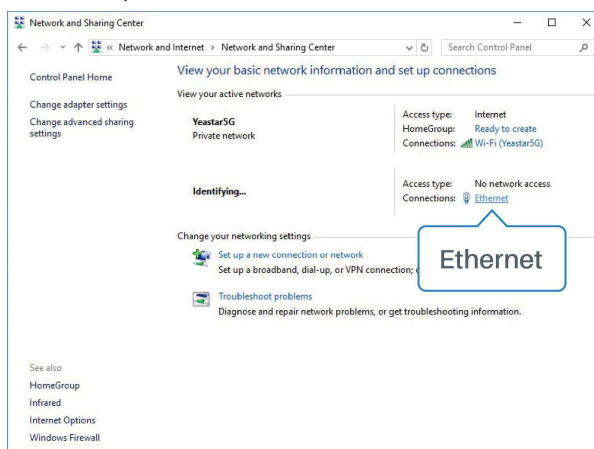 Network and Sharing Center
« Network and Internet > Network and Sharing Center
Search Control Panel
Control Panel Home
Change adapter settings
Change advanced sharing
settings
View your basic network information and set up connections
View your active networks
Yeastar5G
Private network
Access type: Internet
HomeGroup: Ready to create
Connections: Wi-Fi (Yeastar5G)
Identifying...
Access type: No network access
Connections: Ethernet
Change your networking settings
Set up a new connection or network
Set up a broadband, dial-up, or VPN connection;
Ethernet
Troubleshoot problems
Diagnose and repair network problems, or get troubleshooting information.
See also
HomeGroup
Infrared
Internet Options
Windows Firewall